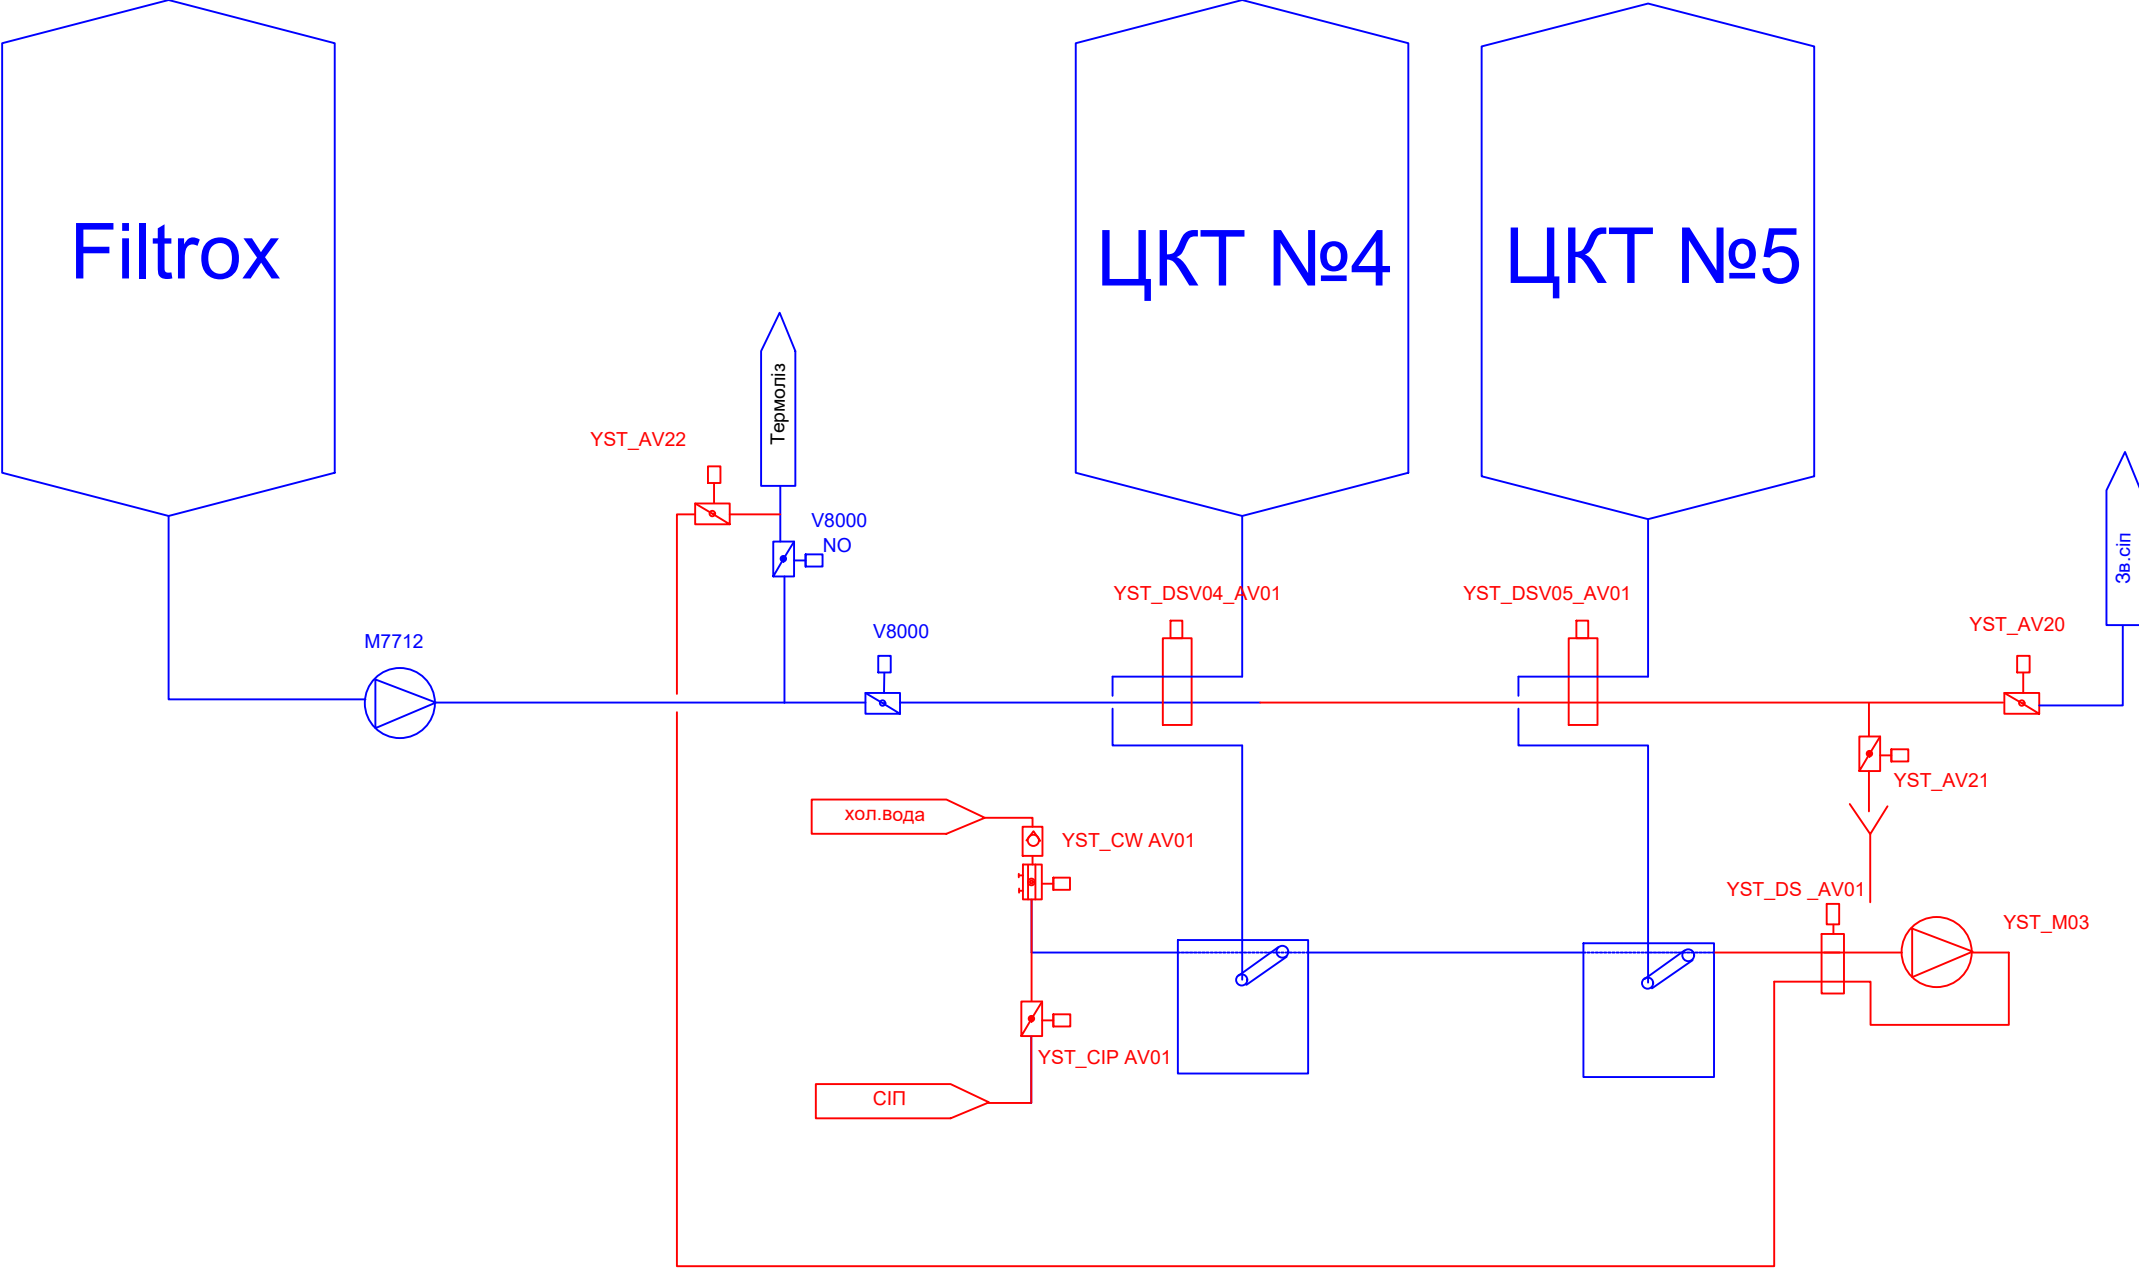 Filtrox
ЦКТ №4
ЦКТ №5
Термоліз
YST_AV22
V8000
NO
Зв.сіп
YST_DSV04_AV01
YST_DSV05_AV01
YST_AV20
M7712
V8000
YST_AV21
хол.вода
YST_CW AV01
YST_DS _AV01
YST_M03
YST_CIP AV01
СІП